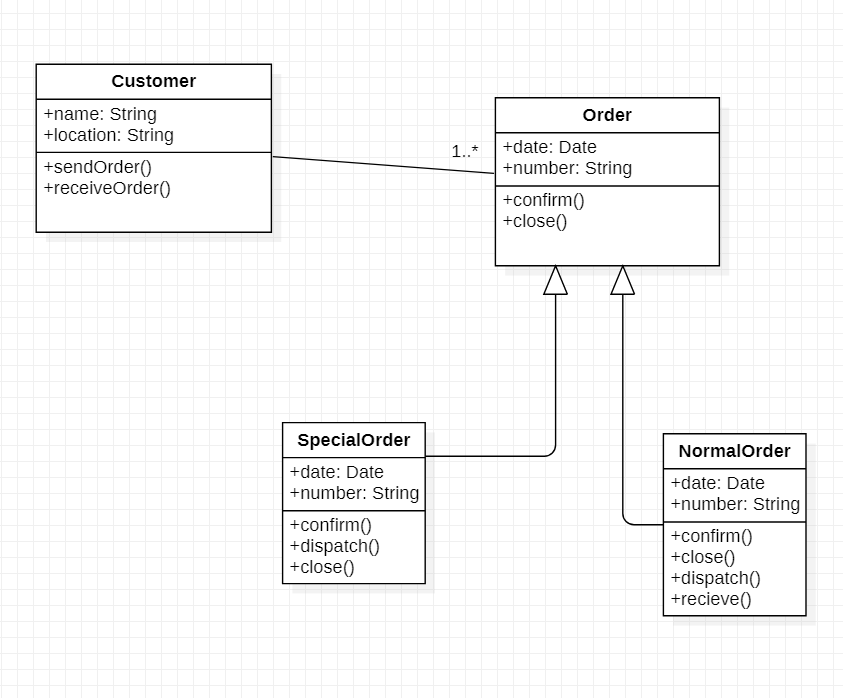 Customer
+name: String
+location: String
+sendOrder()
+receiveOrder()
1..*
Order
+date: Date
+number: String
+confirm()
+close()
SpecialOrder
+date: Date
+number: String
+confirm()
+dispatch()
+close()
NormalOrder
+date: Date
+number: String
+confirm()
+close()
+dispatch()
+recieve()